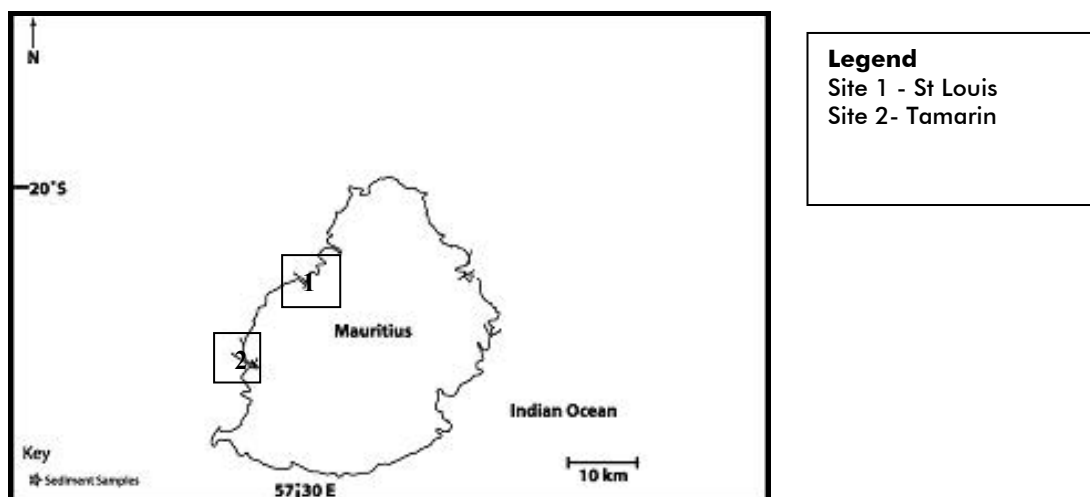 N
Legend
Site 1 - St Louis
Site 2- Tamarin
20°S
1
Mauritius
2
Indian Ocean
Key
Sediment Samples
10 km
57°30 E